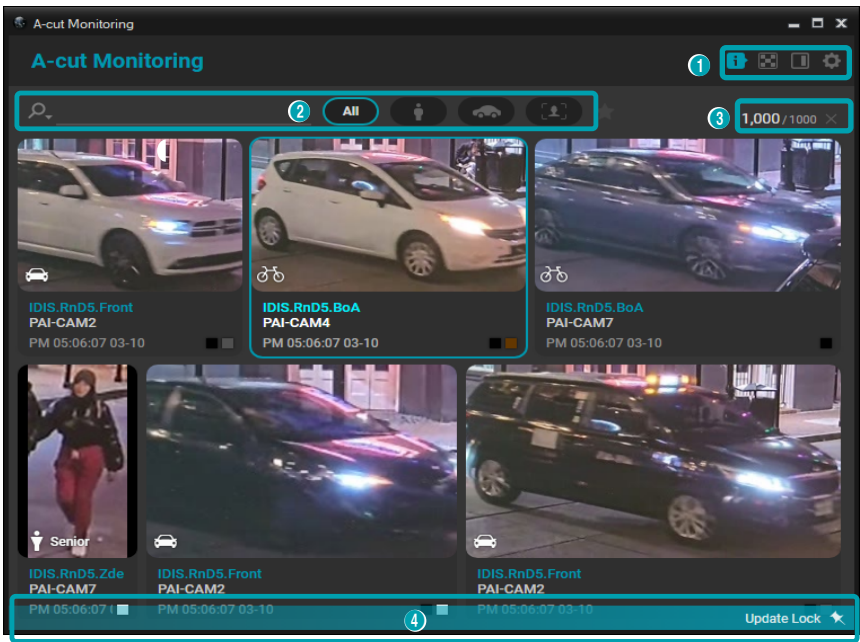 A-cut Monitoring
A-cut Monitoring
1
2
All
3
1,000 / 1000
IDIS.RnD5.Front
PAI-CAM2
PM 05:06:07 03-10
IDIS.RnD5.BoA
PAI-CAM4
PM 05:06:07 03-10
IDIS.RnD5.BoA
PAI-CAM7
PM 05:06:07 03-10
Senior
IDIS.RnD5.Zde
PAI-CAM7
PM 05:06:07
IDIS.RnD5.Front
PAI-CAM2
PM 05:06:07 03-10
IDIS.RnD5.Front
PAI-CAM2
PM 05:06:07 03-10
4
Update Lock